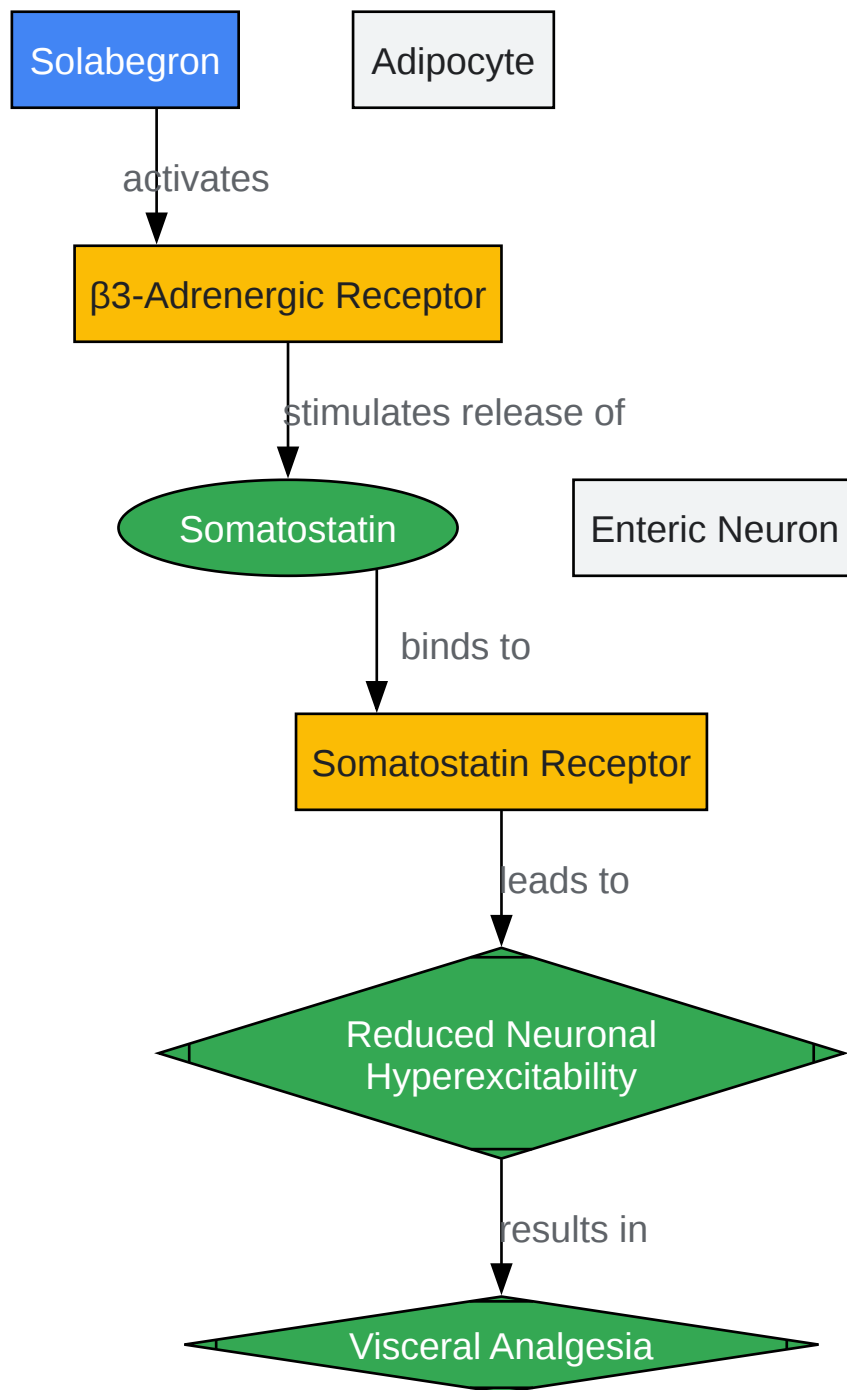 Solabegron
Adipocyte
activates
β3-Adrenergic Receptor
stimulates release of
Somatostatin
Enteric Neuron
binds to
Somatostatin Receptor
leads to
Reduced Neuronal
Hyperexcitability
results in
Visceral Analgesia